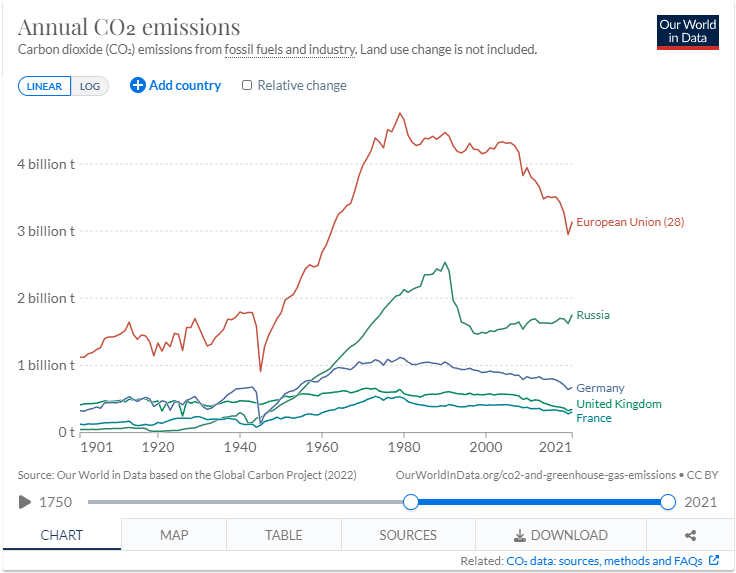 Annual CO₂ emissions
Our World in Data
Carbon dioxide (CO₂) emissions from fossil fuels and industry. Land use change is not included.
LINEAR LOG
Add country
Relative change
4 billion t
3 billion t
2 billion t
1 billion t
0 t
European Union (28)
Russia
Germany
United Kingdom
France
1901 1920 1940 1960 1980 2000 2021
Source: Our World in Data based on the Global Carbon Project (2022)
OurWorldInData.org/co2-and-greenhouse-gas-emissions • CC BY
1750 2021
CHART MAP TABLE SOURCES DOWNLOAD
Related: CO₂ data: sources, methods and FAQs